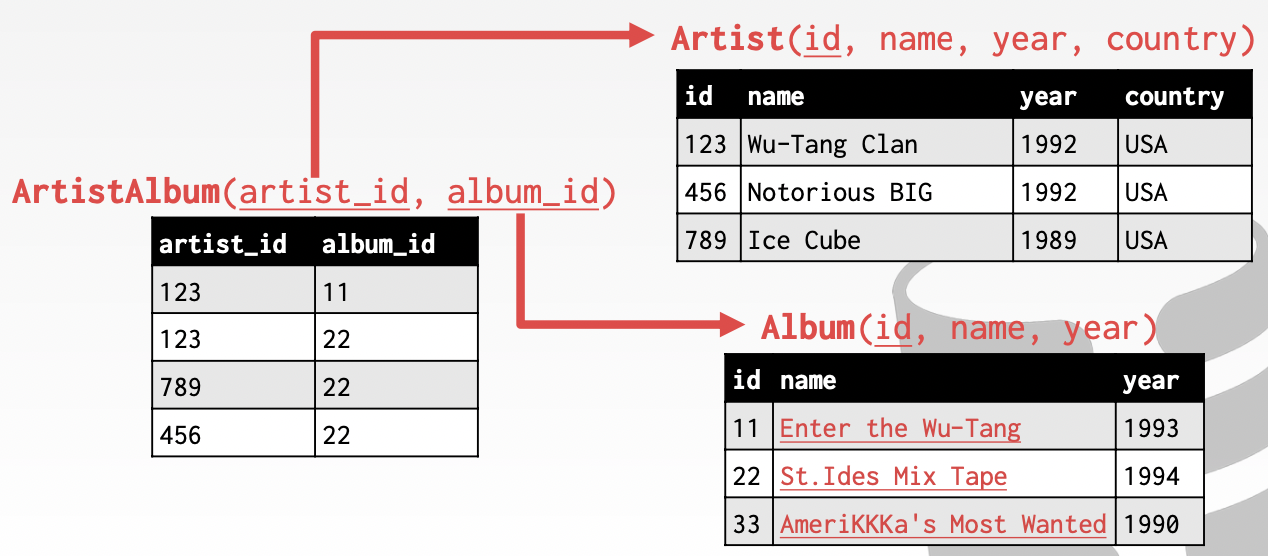 Artist(id, name, year, country)
id name year country
123 Wu-Tang Clan 1992 USA
456 Notorious BIG 1992 USA
789 Ice Cube 1989 USA
ArtistAlbum(artist_id, album_id)
artist_id album_id
123 11
123 22
789 22
456 22
Album(id, name, year)
id name year
11 Enter the Wu-Tang 1993
22 St.Ides Mix Tape 1994
33 AmeriKKKa's Most Wanted 1990